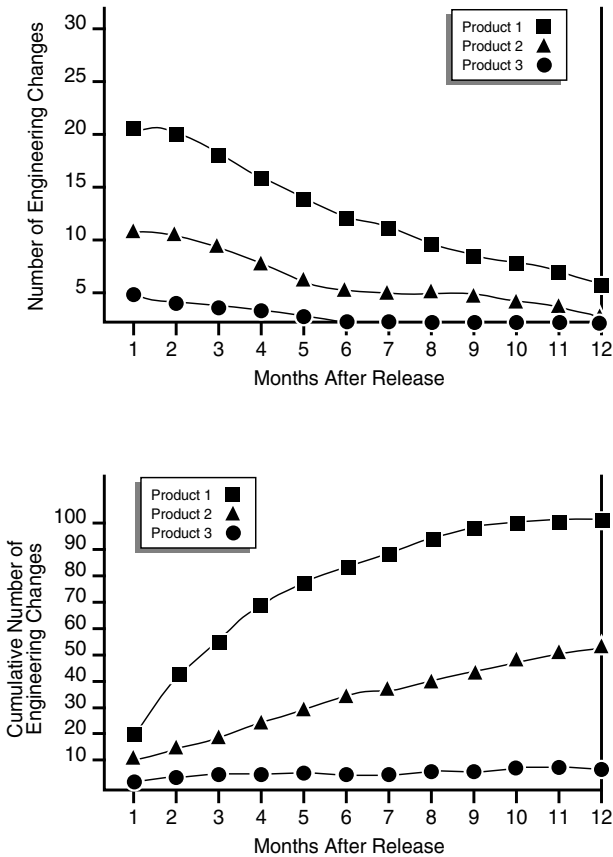 30
25
20
15
10
5
Number of Engineering Changes
Product 1
Product 2
Product 3
1 2 3 4 5 6 7 8 9 10 11 12
Months After Release
Product 1
Product 2
Product 3
100
90
80
70
60
50
40
30
20
10
Cumulative Number of
Engineering Changes
1 2 3 4 5 6 7 8 9 10 11 12
Months After Release